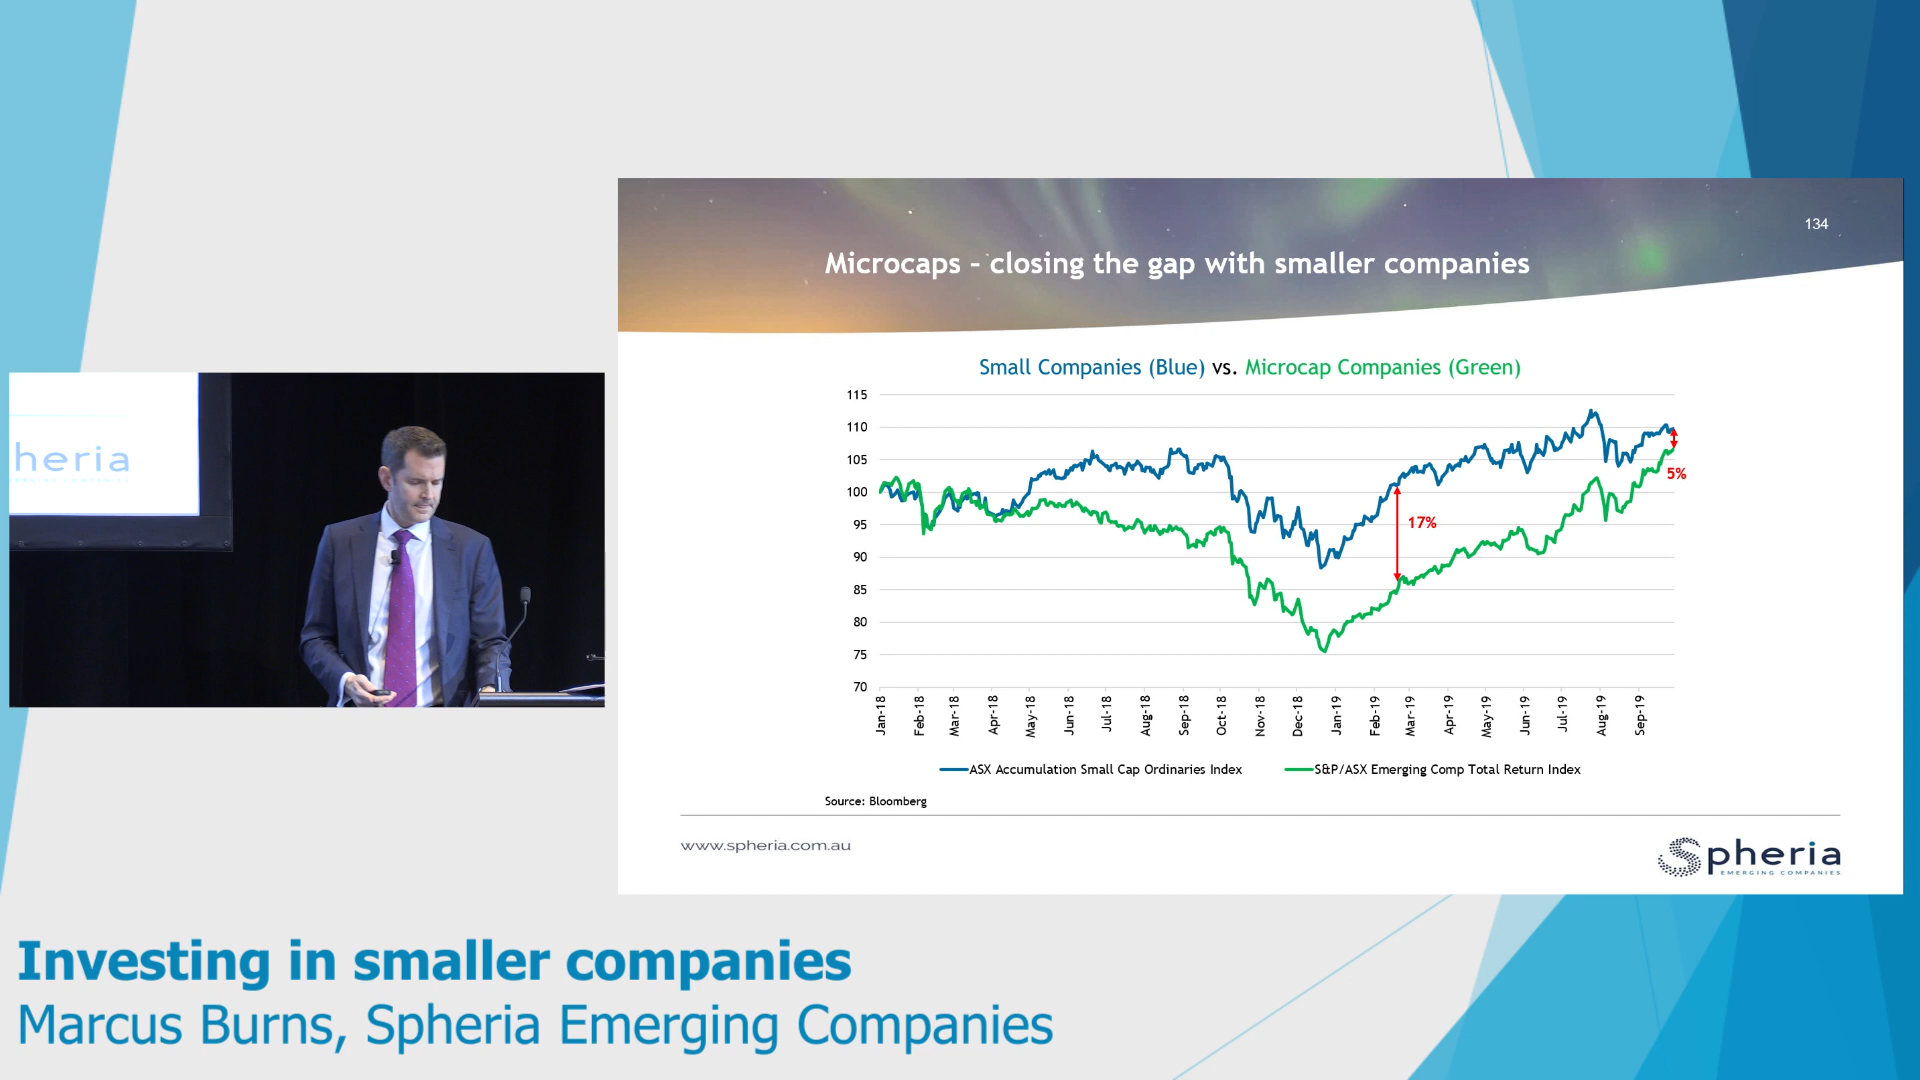 134
Microcaps – closing the gap with smaller companies
Small Companies (Blue) vs. Microcap Companies (Green)
115
110
105
100
95
90
85
80
75
70
17%
5%
Jan-18
Feb-18
Mar-18
Apr-18
May-18
Jun-18
Jul-18
Aug-18
Sep-18
Oct-18
Nov-18
Dec-18
Jan-19
Feb-19
Mar-19
Apr-19
May-19
Jun-19
Jul-19
Aug-19
Sep-19
ASX Accumulation Small Cap Ordinaries Index
S&P/ASX Emerging Comp Total Return Index
Source: Bloomberg
www.spheria.com.au
Spheria
EMERGING COMPANIES
heria
Investing in smaller companies
Marcus Burns, Spheria Emerging Companies